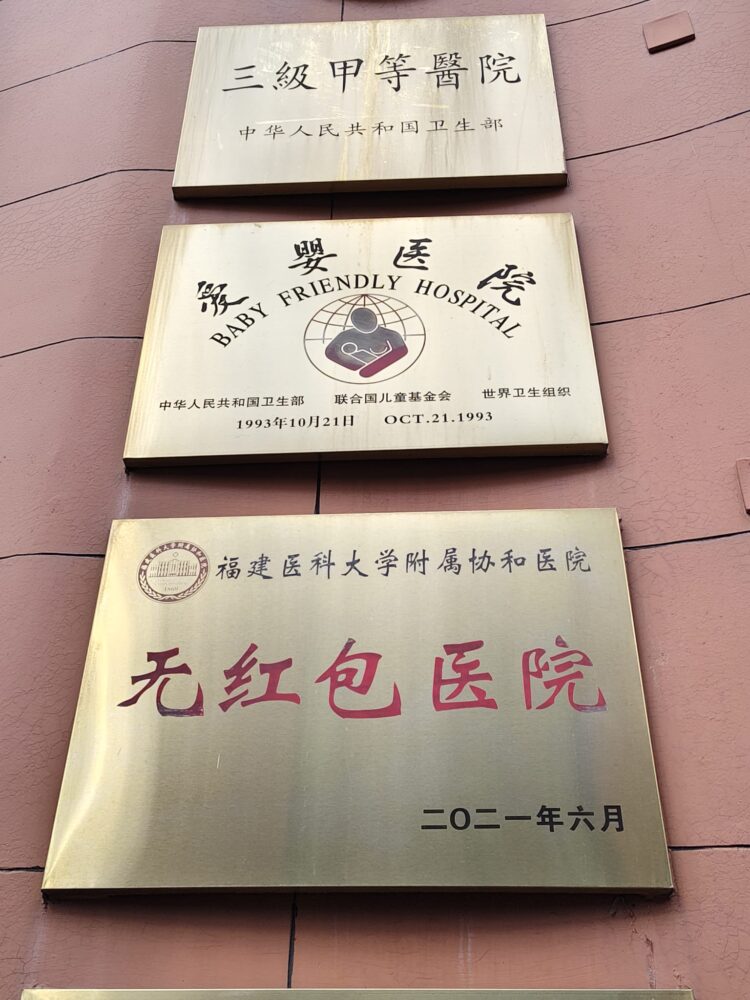 三級甲等醫院
中华人民共和国卫生部
爱婴医院
BABY FRIENDLY HOSPITAL
中华人民共和国卫生部 联合国儿童基金会 世界卫生组织
1993年10月21日 OCT.21.1993
福建医科大学附属协和医院
无红包医院
二〇二一年六月
1860